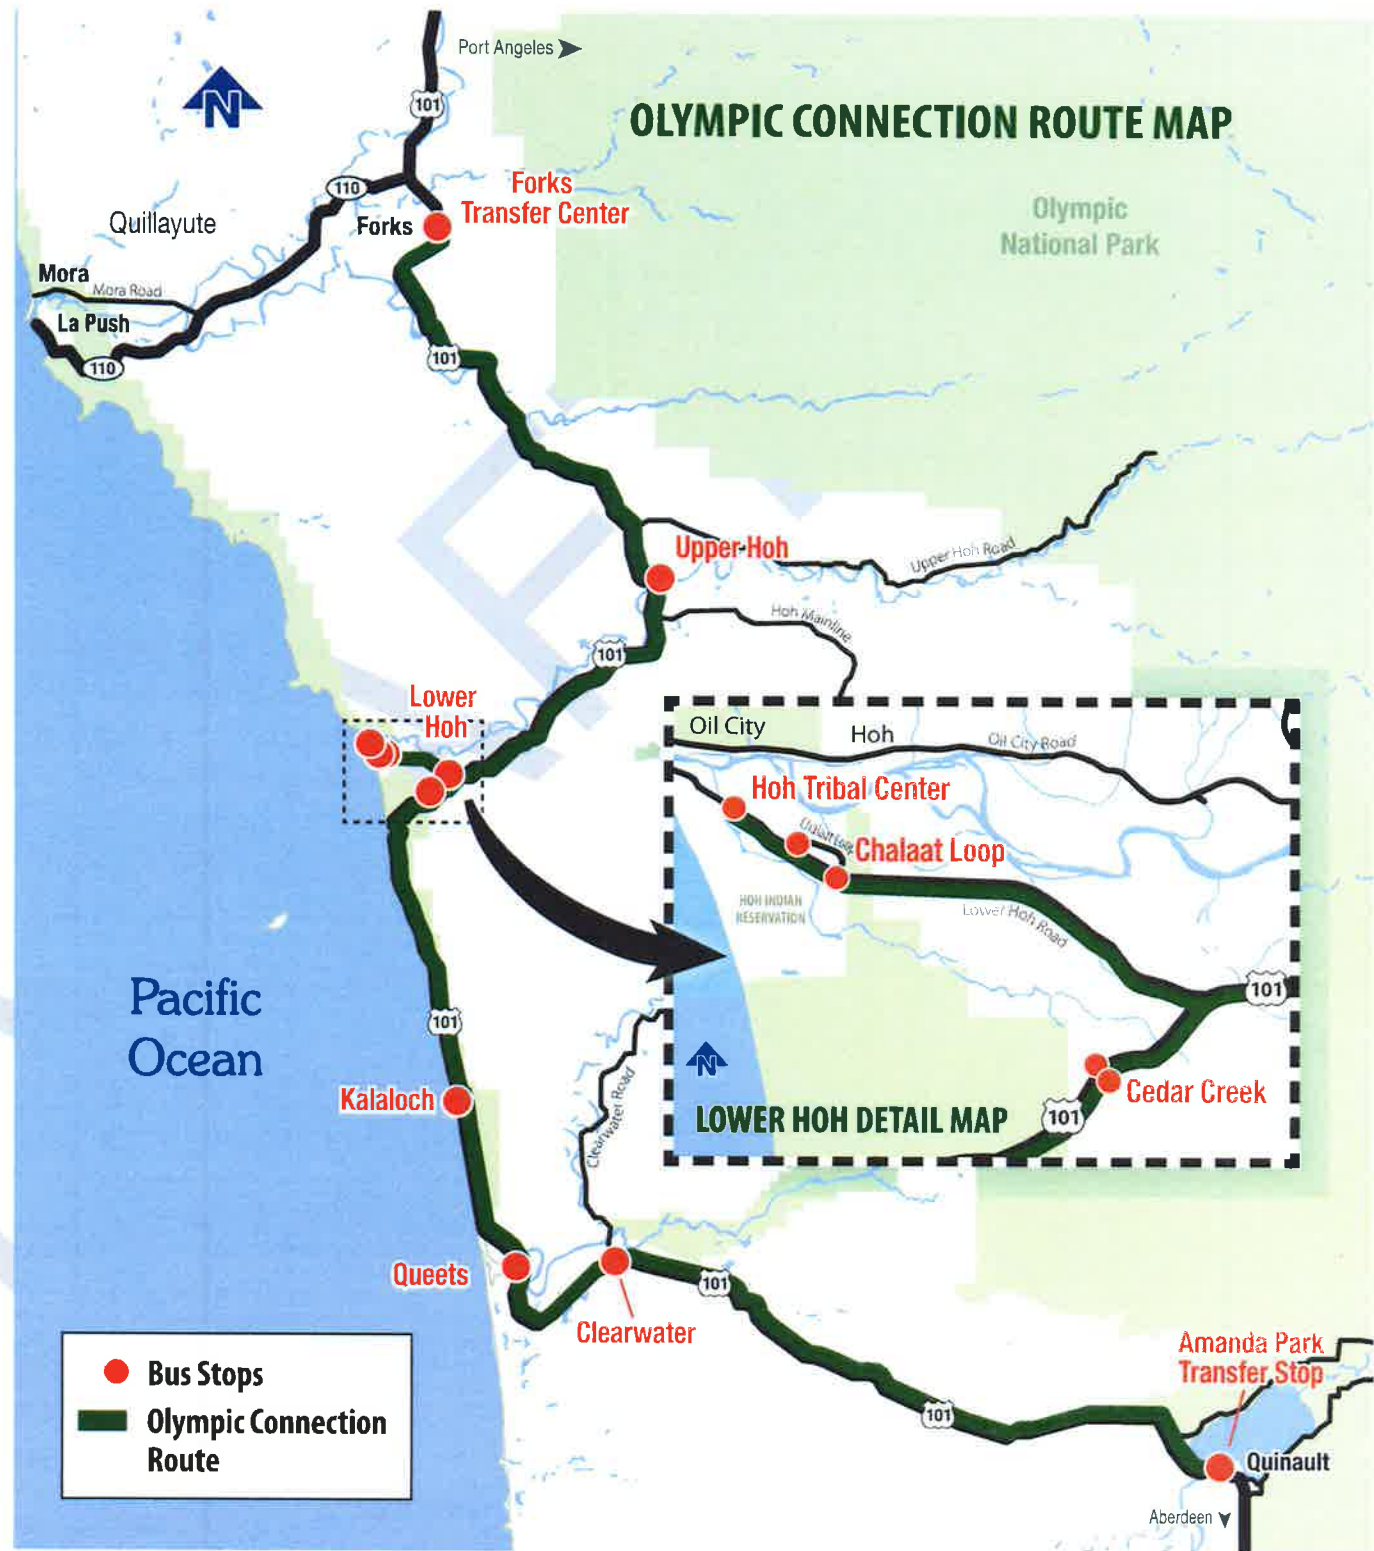 Port Angeles
N
101
OLYMPIC CONNECTION ROUTE MAP
110
Forks
Transfer Center
Quillayute
Forks
Olympic
National Park
Mora
Mora Road
La Push
110
101
Upper Hoh
Upper Hoh Road
Hoh Mainline
101
Lower
Hoh
Oil City
Hoh
Oil City Road
Hoh Tribal Center
Chalaat Loop
Chalaat Loop
HOH INDIAN
RESERVATION
Lower Hoh Road
101
Pacific
Ocean
101
N
Cedar Creek
Clearwater Road
Kalaloch
LOWER HOH DETAIL MAP
101
Queets
101
Clearwater
Amanda Park
Transfer Stop
Bus Stops
Olympic Connection
Route
101
Quinault
Aberdeen